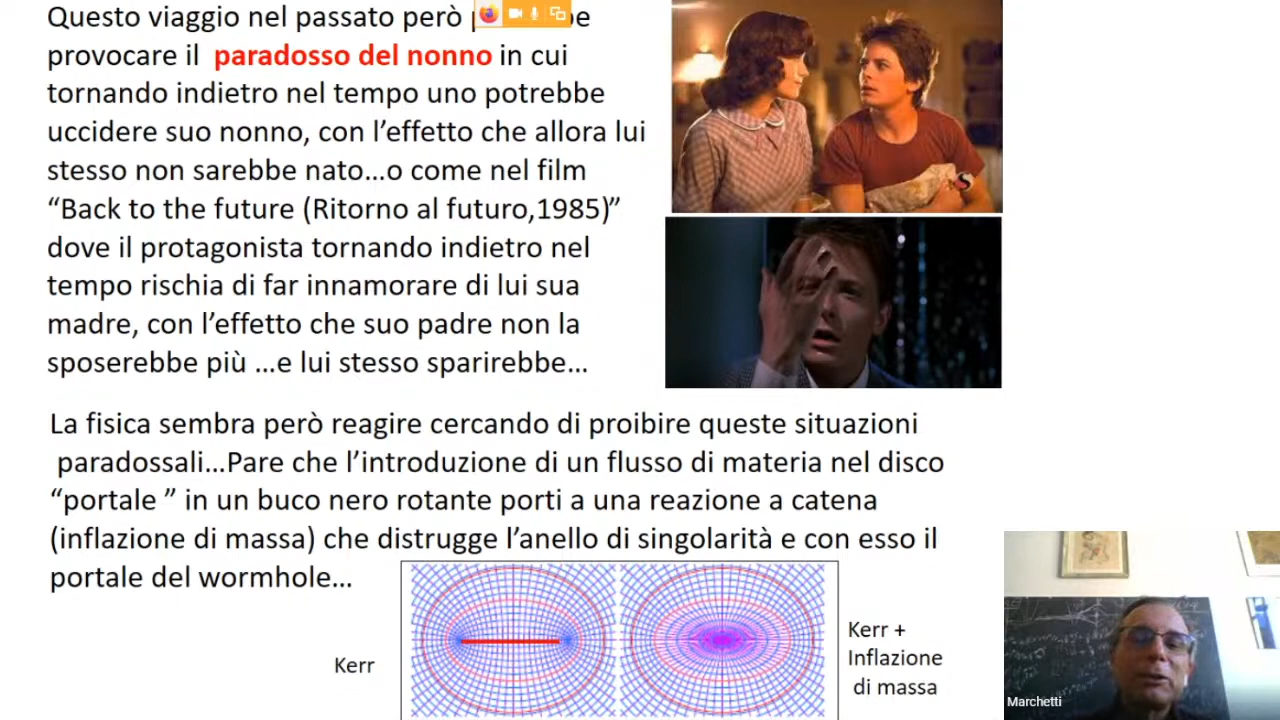 Questo viaggio nel passato però
provocare il paradosso del nonno in cui
tornando indietro nel tempo uno potrebbe
uccidere suo nonno, con l’effetto che allora lui
stesso non sarebbe nato…o come nel film
“Back to the future (Ritorno al futuro,1985)”
dove il protagonista tornando indietro nel
tempo rischia di far innamorare di lui sua
madre, con l’effetto che suo padre non la
sposerebbe più …e lui stesso sparirebbe…
La fisica sembra però reagire cercando di proibire queste situazioni
paradossali…Pare che l’introduzione di un flusso di materia nel disco
“portale ” in un buco nero rotante porti a una reazione a catena
(inflazione di massa) che distrugge l’anello di singolarità e con esso il
portale del wormhole…
Kerr
Kerr +
Inflazione
di massa
Marchetti